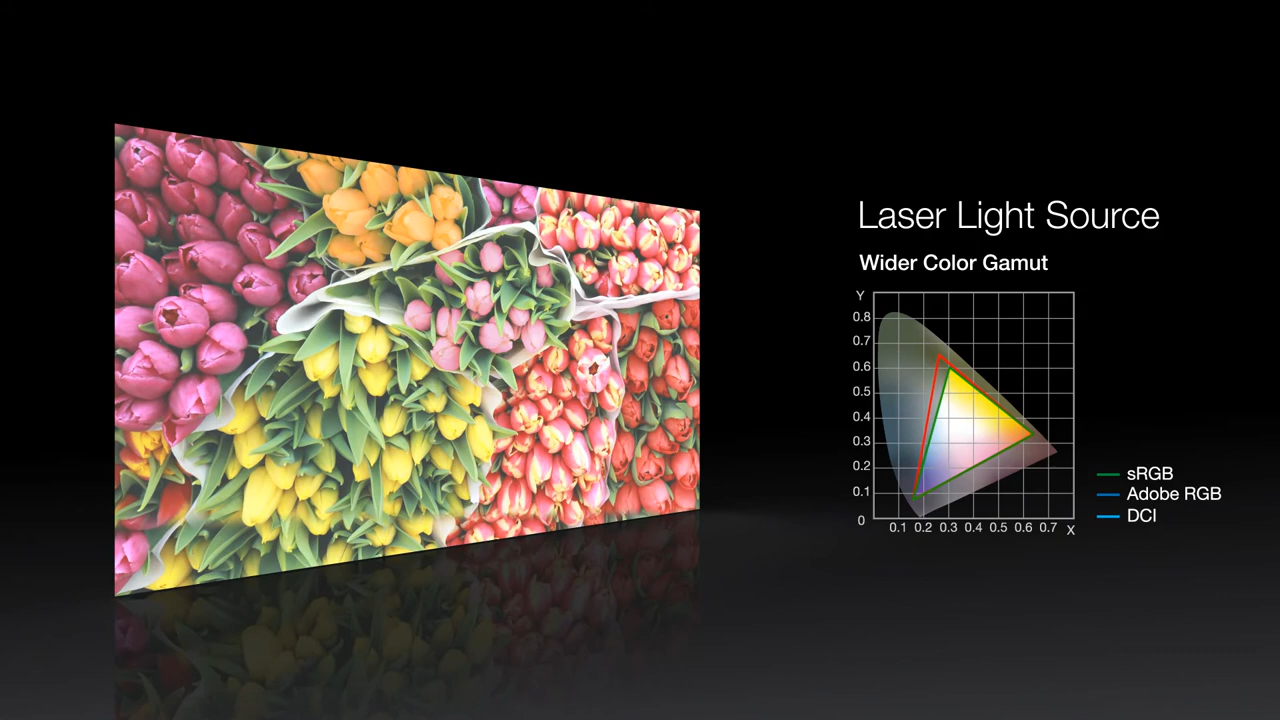 Laser Light Source
Wider Color Gamut
Y
0.8
0.7
0.6
0.5
0.4
0.3
0.2
0.1
0
0.1 0.2 0.3 0.4 0.5 0.6 0.7 X
sRGB
Adobe RGB
DCI